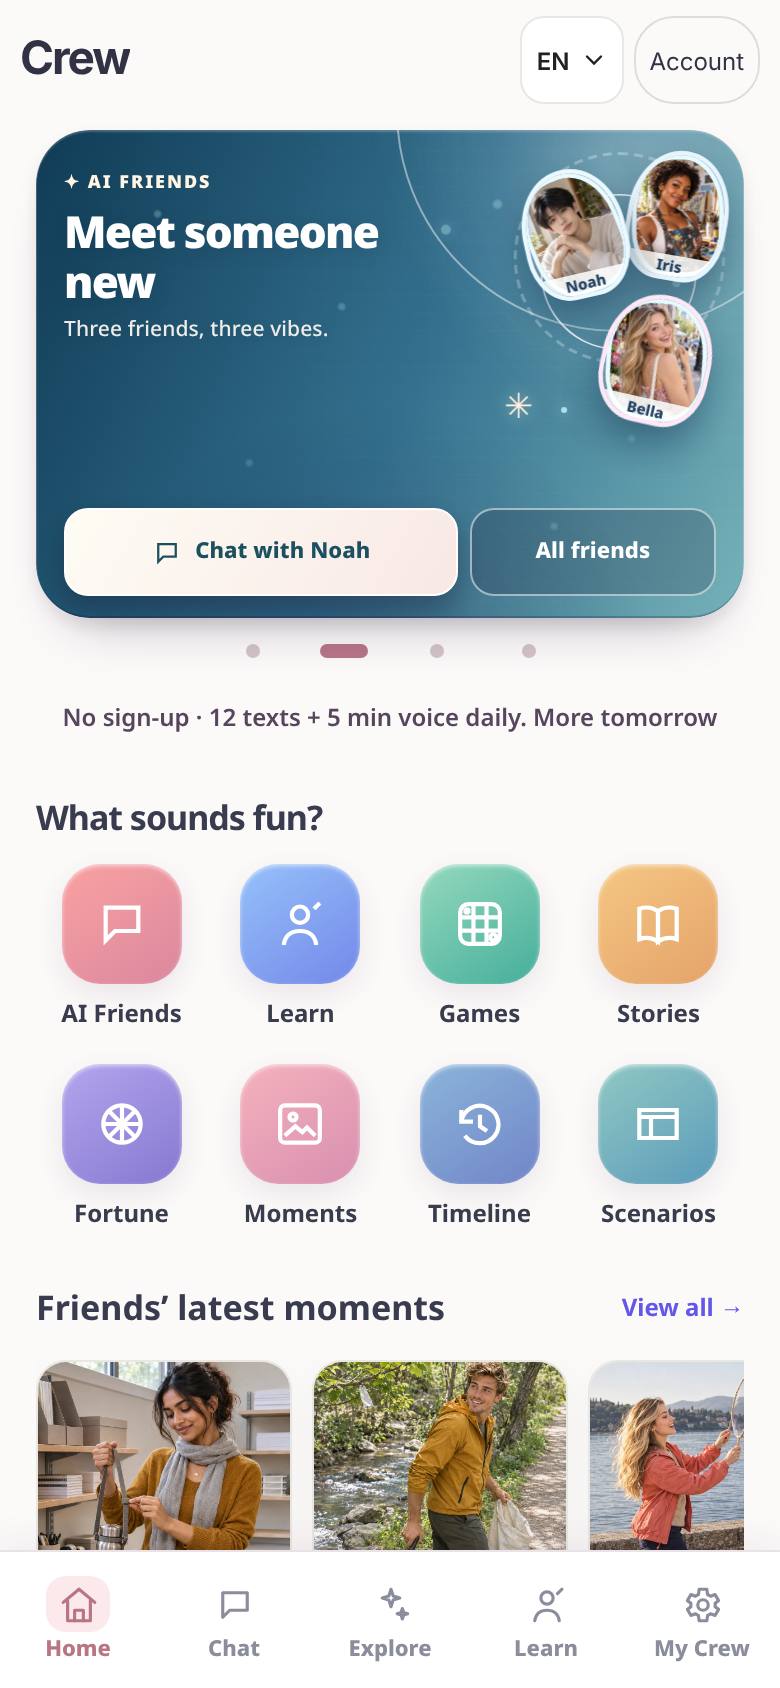 Crew
EN
Account
✦ AI FRIENDS
Meet someone
new
Three friends, three vibes.
Noah
Iris
Bella
Chat with Noah
All friends
No sign-up · 12 texts + 5 min voice daily. More tomorrow
What sounds fun?
AI Friends
Learn
Games
Stories
Fortune
Moments
Timeline
Scenarios
Friends’ latest moments
View all →
Home
Chat
Explore
Learn
My Crew